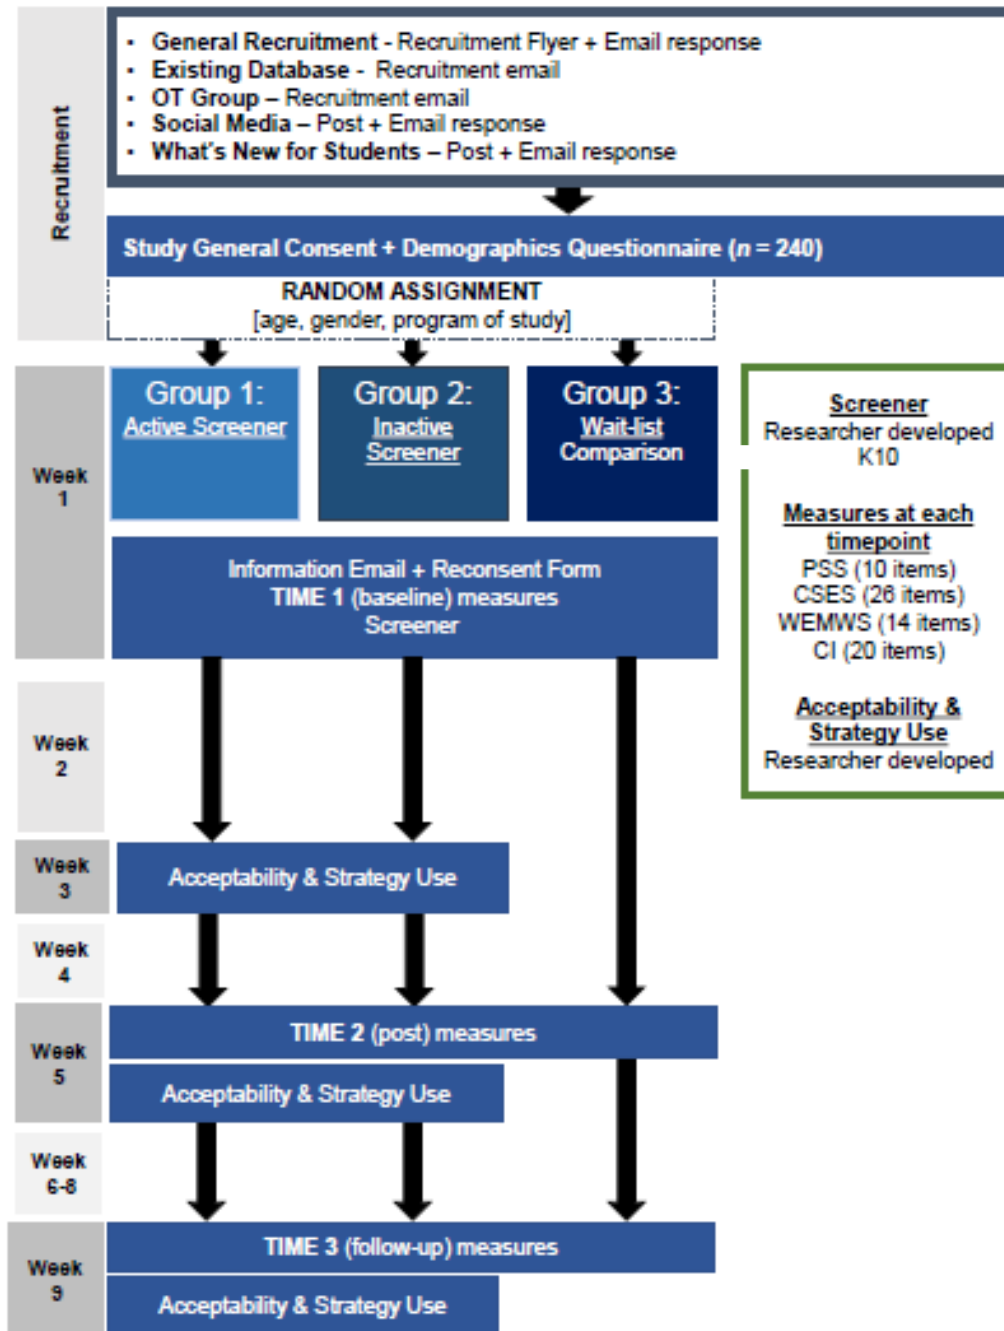 Recruitment
• General Recruitment - Recruitment Flyer + Email response
• Existing Database - Recruitment email
• OT Group – Recruitment email
• Social Media – Post + Email response
• What's New for Students – Post + Email response
Study General Consent + Demographics Questionnaire (n = 240)
RANDOM ASSIGNMENT
[age, gender, program of study]
Week
1
Group 1:
Active Screener
Group 2:
Inactive
Screener
Group 3:
Wait-list
Comparison
Information Email + Reconsent Form
TIME 1 (baseline) measures
Screener
Screener
Researcher developed
K10
Measures at each
timepoint
PSS (10 items)
CSES (26 items)
WEMWS (14 items)
CI (20 items)
Acceptability &
Strategy Use
Researcher developed
Week
2
Week
3
Acceptability & Strategy Use
Week
4
Week
5
TIME 2 (post) measures
Acceptability & Strategy Use
Week
6-8
Week
9
TIME 3 (follow-up) measures
Acceptability & Strategy Use